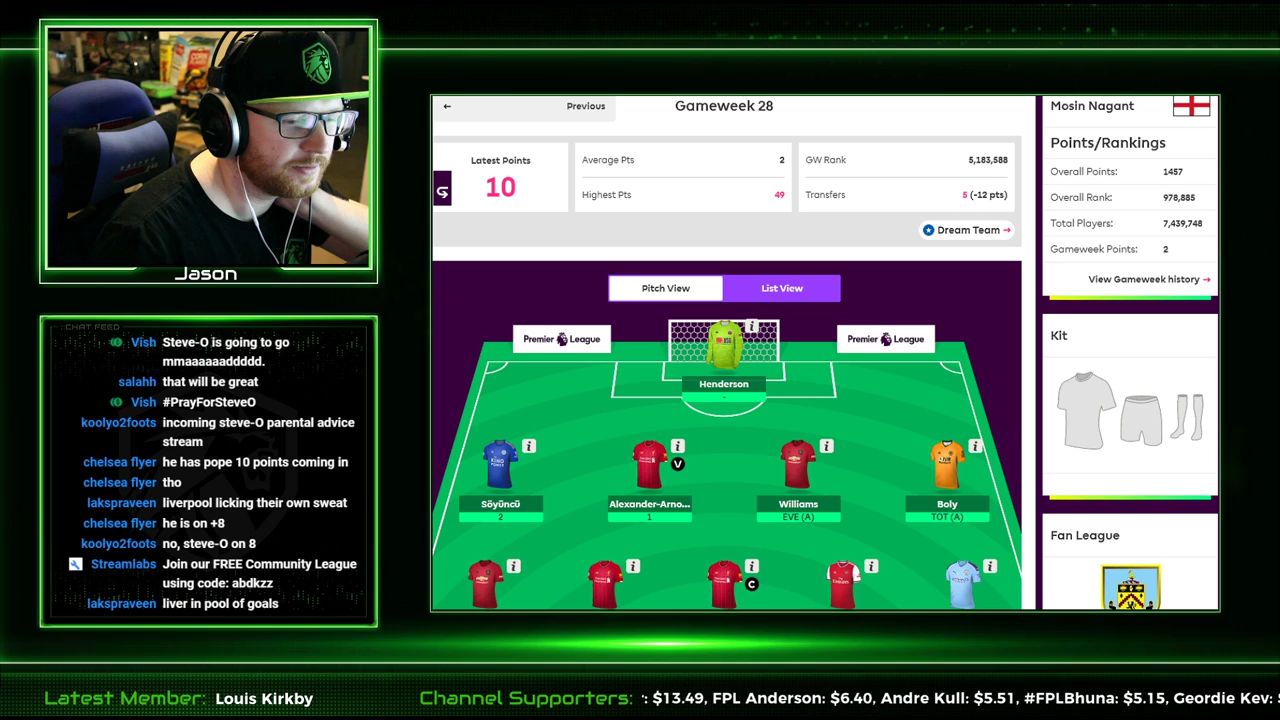 Jason
CHAT FEED
Vish Steve-O is going to go
mmaaaaaaddddd.
salahh that will be great
Vish #PrayForSteveO
koolyo2foots incoming steve-O parental advice
stream
chelsea flyer he has pope 10 points coming in
chelsea flyer tho
lakspraveen liverpool licking their own sweat
chelsea flyer he is on +8
koolyo2foots no, steve-O on 8
Streamlabs Join our FREE Community League
using code: abdkzz
lakspraveen liver in pool of goals
← Previous
Gameweek 28
Latest Points
10
Average Pts 2
Highest Pts 49
GW Rank 5,183,588
Transfers 5 (-12 pts)
Dream Team →
Pitch View
List View
Premier League
Premier League
Henderson
-
Söyüncü
2
Alexander-Arno...
1
Williams
EVE (A)
Boly
TOT (A)
V
C
Mosin Nagant
Points/Rankings
Overall Points: 1457
Overall Rank: 978,885
Total Players: 7,439,748
Gameweek Points: 2
View Gameweek history →
Kit
Fan League
Latest Member: Louis Kirkby
Channel Supporters: : $13.49, FPL Anderson: $6.40, Andre Kull: $5.51, #FPLBhuna: $5.15, Geordie Kev: